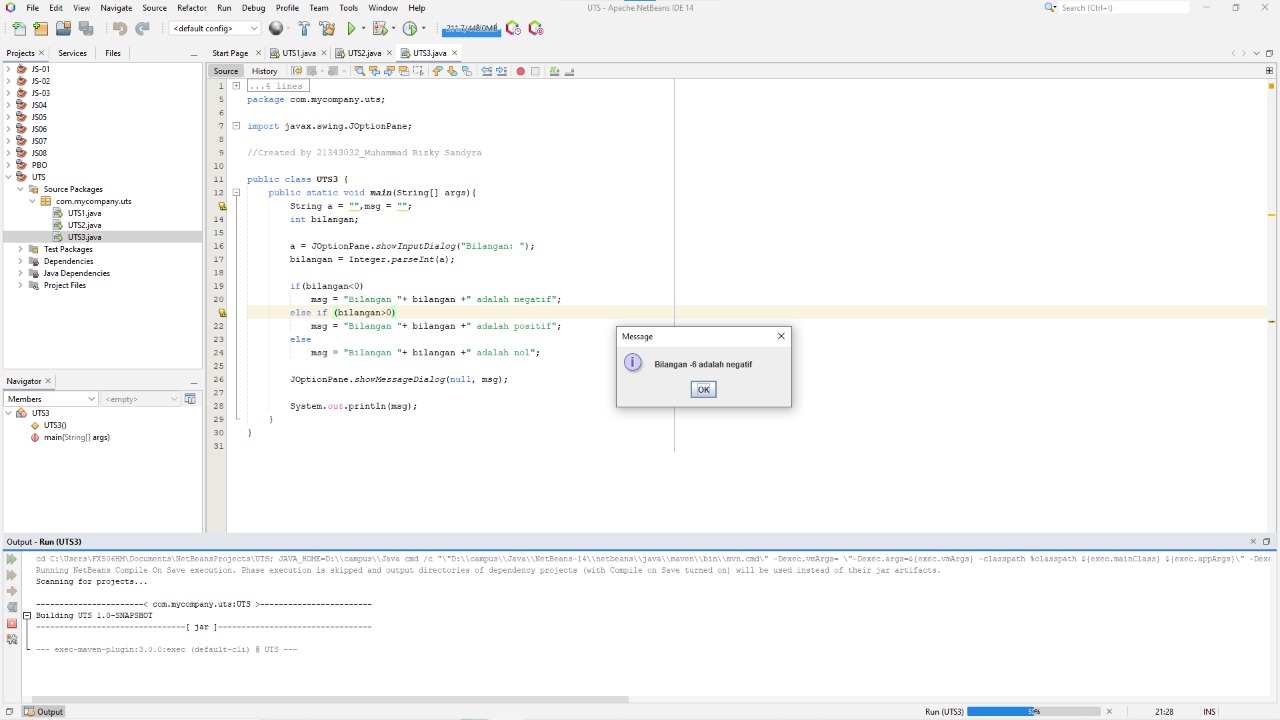 File Edit View Navigate Source Refactor Run Debug Profile Team Tools Window Help
UTS - Apache NetBeans IDE 14
Search (Ctrl+I)
<default config>
211.7/448.0MB
Projects Services Files
Start Page UTS1.java UTS2.java UTS3.java
Source History
JS-01
JS-02
JS-03
JS04
JS05
JS06
JS07
JS08
PBO
UTS
Source Packages
com.mycompany.uts
UTS1.java
UTS2.java
UTS3.java
Test Packages
Dependencies
Java Dependencies
Project Files
Navigator
Members <empty>
UTS3
UTS3()
main(String[] args)
1 ...4 lines
5 package com.mycompany.uts;
6
7 import javax.swing.JOptionPane;
8
9 //Created by 21343032_Muhammad Rizky Sandyra
10
11 public class UTS3 {
12 public static void main(String[] args){
String a = "",msg = "";
14 int bilangan;
15
16 a = JOptionPane.showInputDialog("Bilangan: ");
17 bilangan = Integer.parseInt(a);
18
19 if(bilangan<0)
20 msg = "Bilangan "+ bilangan +" adalah negatif";
else if (bilangan>0)
22 msg = "Bilangan "+ bilangan +" adalah positif";
23 else
24 msg = "Bilangan "+ bilangan +" adalah nol";
25
26 JOptionPane.showMessageDialog(null, msg);
27
28 System.out.println(msg);
29 }
30 }
31
Message
Bilangan -6 adalah negatif
OK
Output - Run (UTS3)
cd C:\Users\FX506HM\Documents\NetBeansProjects\UTS; JAVA_HOME=D:\\campus\\Java cmd /c "\"D:\\campus\\Java\\NetBeans-14\\netbeans\\java\\maven\\bin\\mvn.cmd\" -Dexec.vmArgs= \"-Dexec.args=${exec.vmArgs} -classpath %classpath ${exec.mainClass} ${exec.appArgs}\" -Dexe
Running NetBeans Compile On Save execution. Phase execution is skipped and output directories of dependency projects (with Compile on Save turned on) will be used instead of their jar artifacts.
Scanning for projects...
-----------------------< com.mycompany.uts:UTS >------------------------
Building UTS 1.0-SNAPSHOT
--------------------------------[ jar ]---------------------------------
--- exec-maven-plugin:3.0.0:exec (default-cli) @ UTS ---
Output
Run (UTS3)
21:28 INS